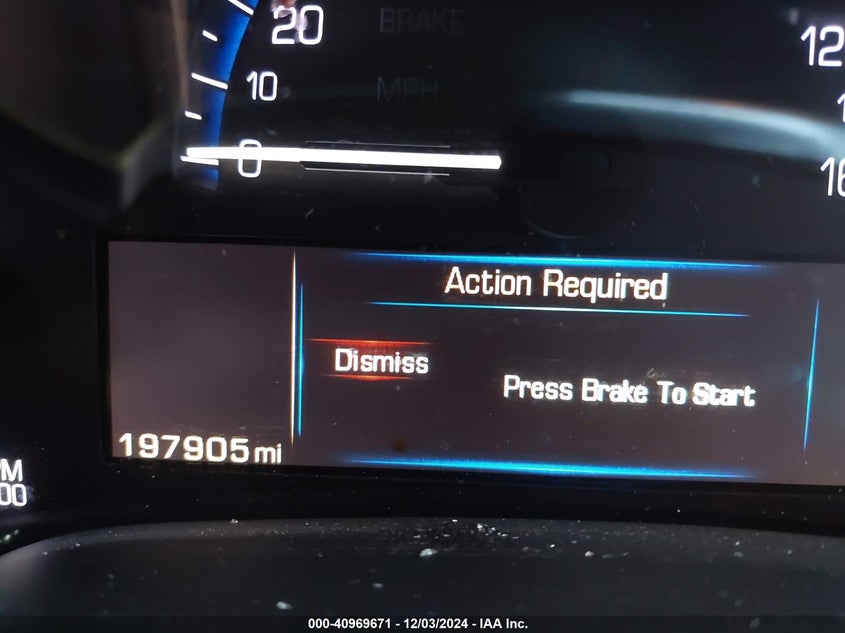 20
BRAKE
12
10
MPH
0
16
Action Required
Dismiss
Press Brake To Start
197905 mi
000-40969671 - 12/03/2024 - IAA Inc.